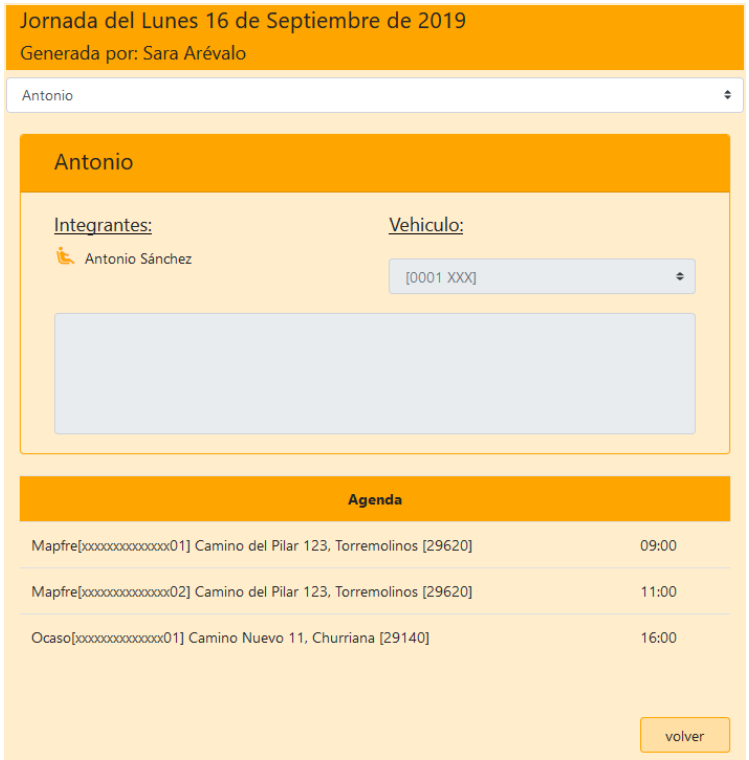 Jornada del Lunes 16 de Septiembre de 2019
Generada por: Sara Arévalo
Antonio
Antonio
Integrantes:
Vehiculo:
Antonio Sánchez
[0001 XXX]
Agenda
Mapfre[xxxxxxxxxxxxxx01] Camino del Pilar 123, Torremolinos [29620] 09:00
Mapfre[xxxxxxxxxxxxxx02] Camino del Pilar 123, Torremolinos [29620] 11:00
Ocaso[xxxxxxxxxxxxxx01] Camino Nuevo 11, Churriana [29140] 16:00
volver